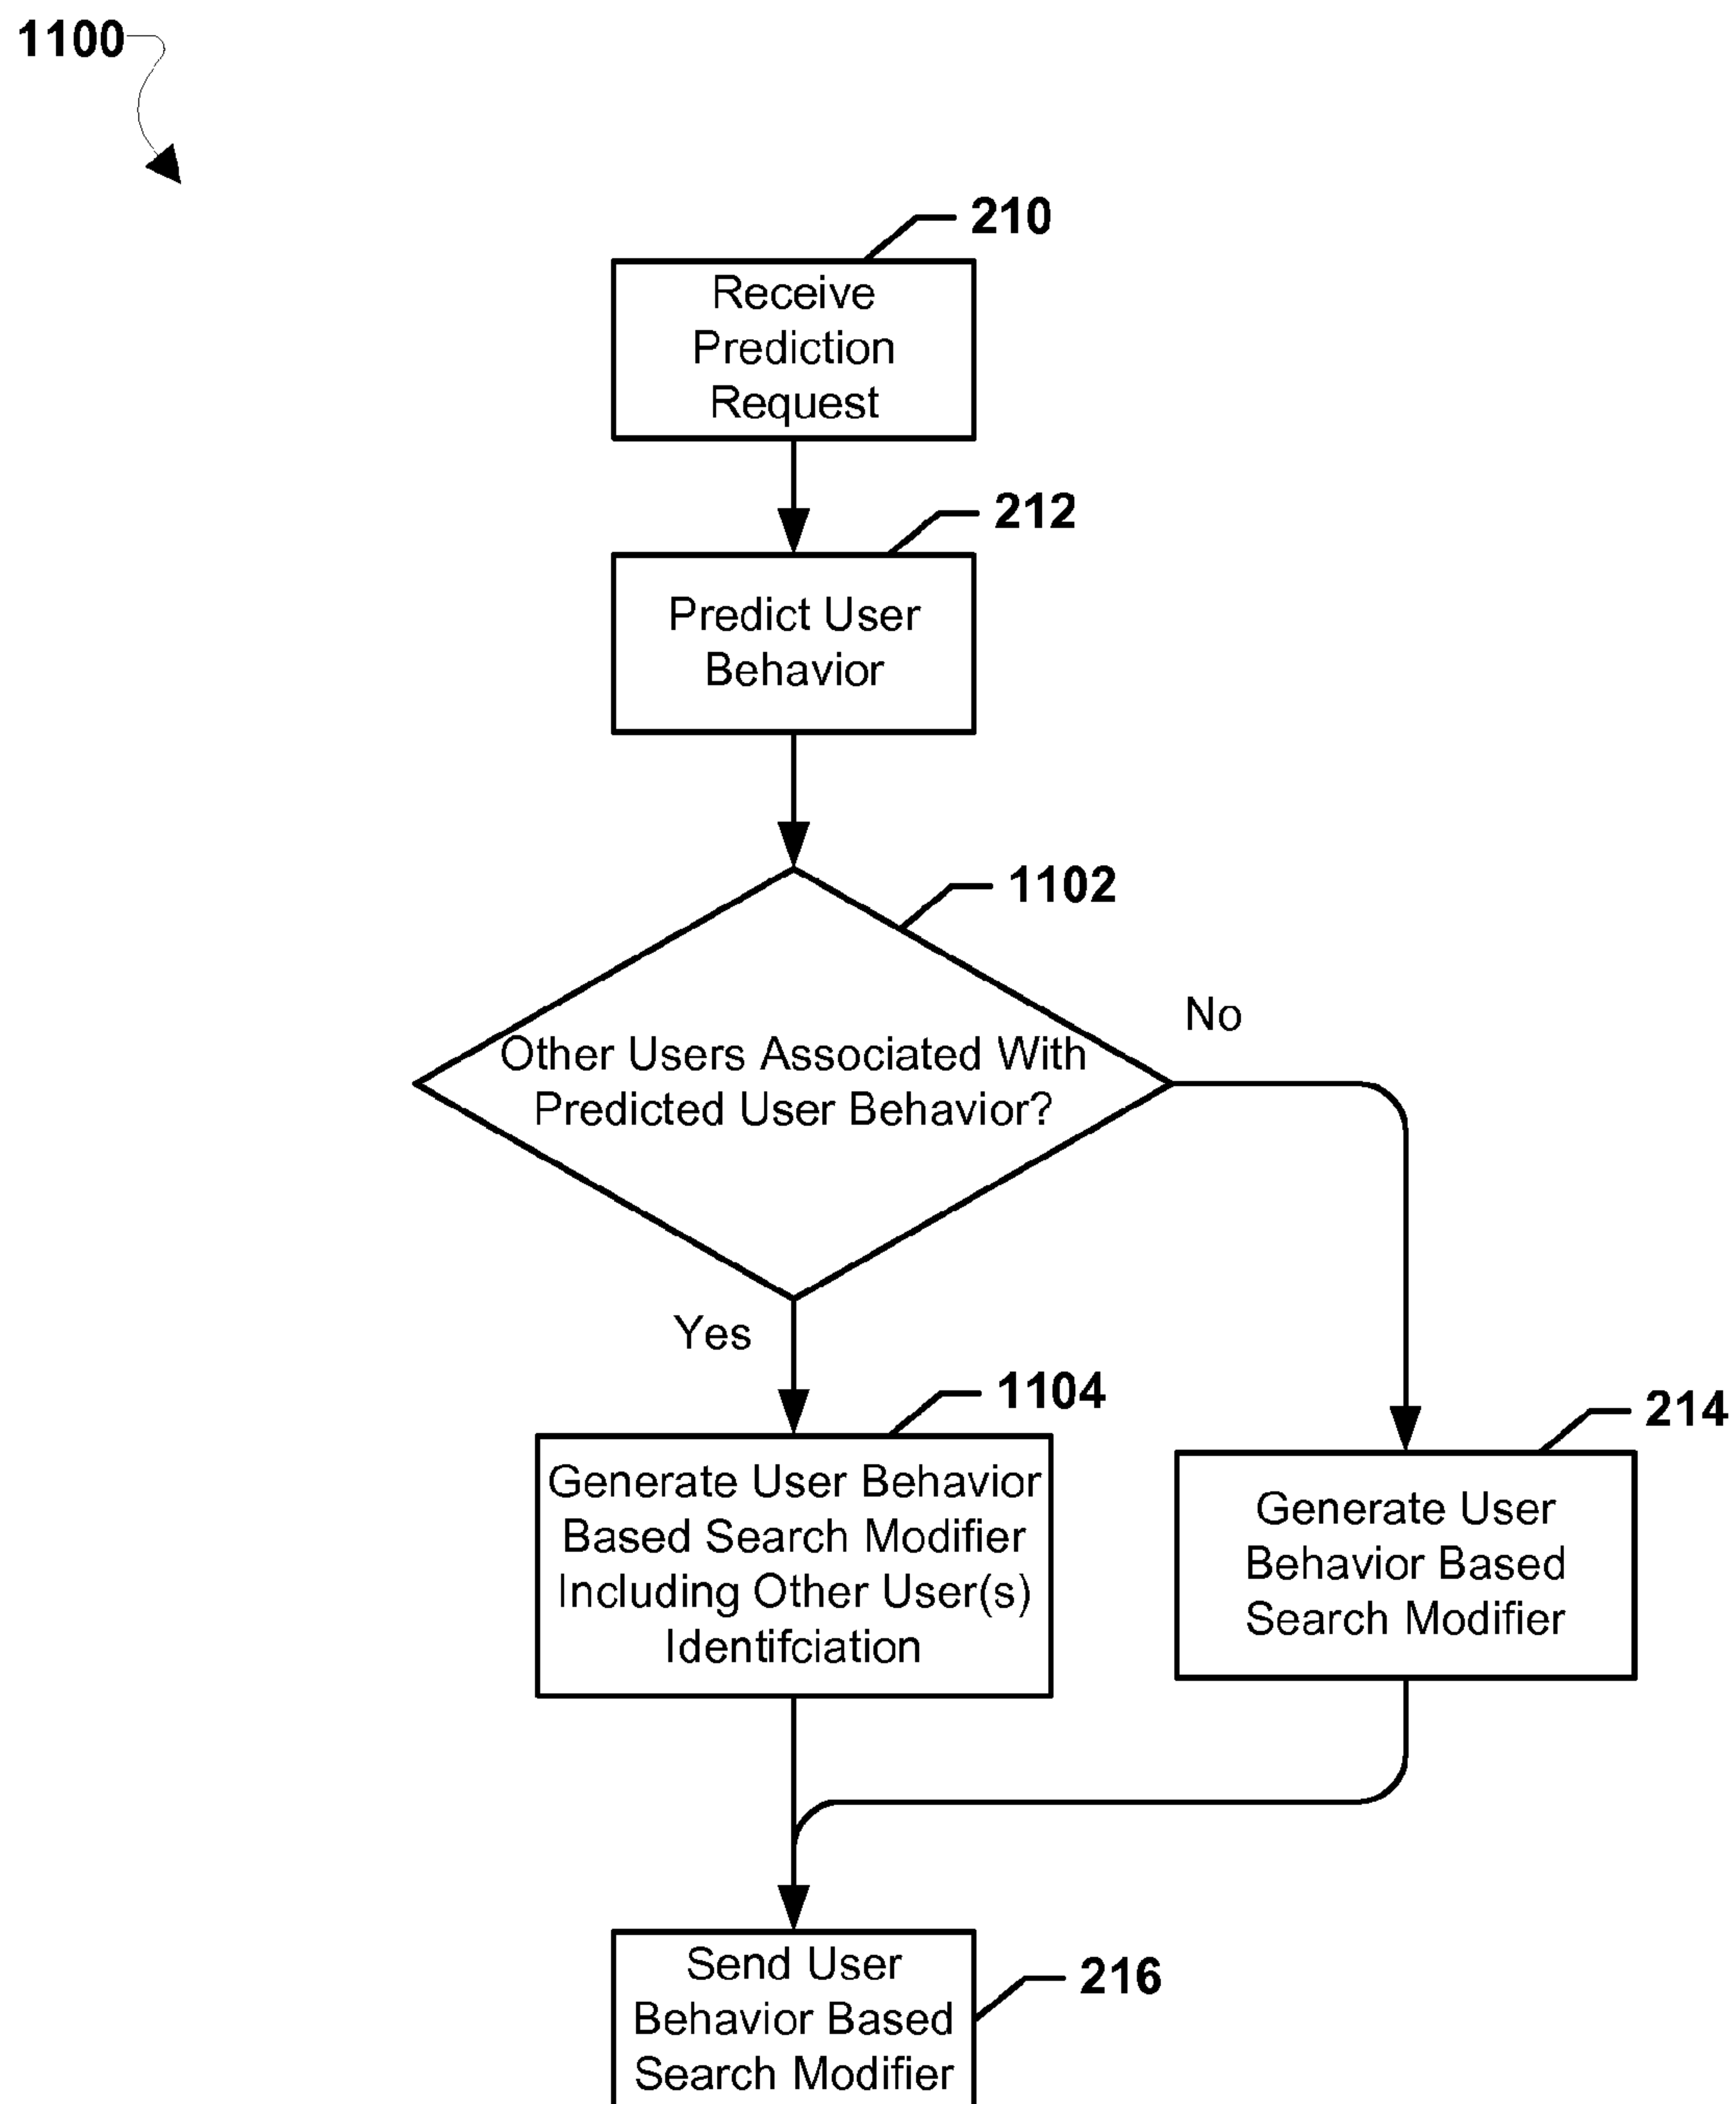 1100
210
Receive
Prediction
Request
212
Predict User
Behavior
1102
Other Users Associated With
Predicted User Behavior?
No
Yes
1104
Generate User Behavior
Based Search Modifier
Including Other User(s)
Identifciation
214
Generate User
Behavior Based
Search Modifier
216
Send User
Behavior Based
Search Modifier